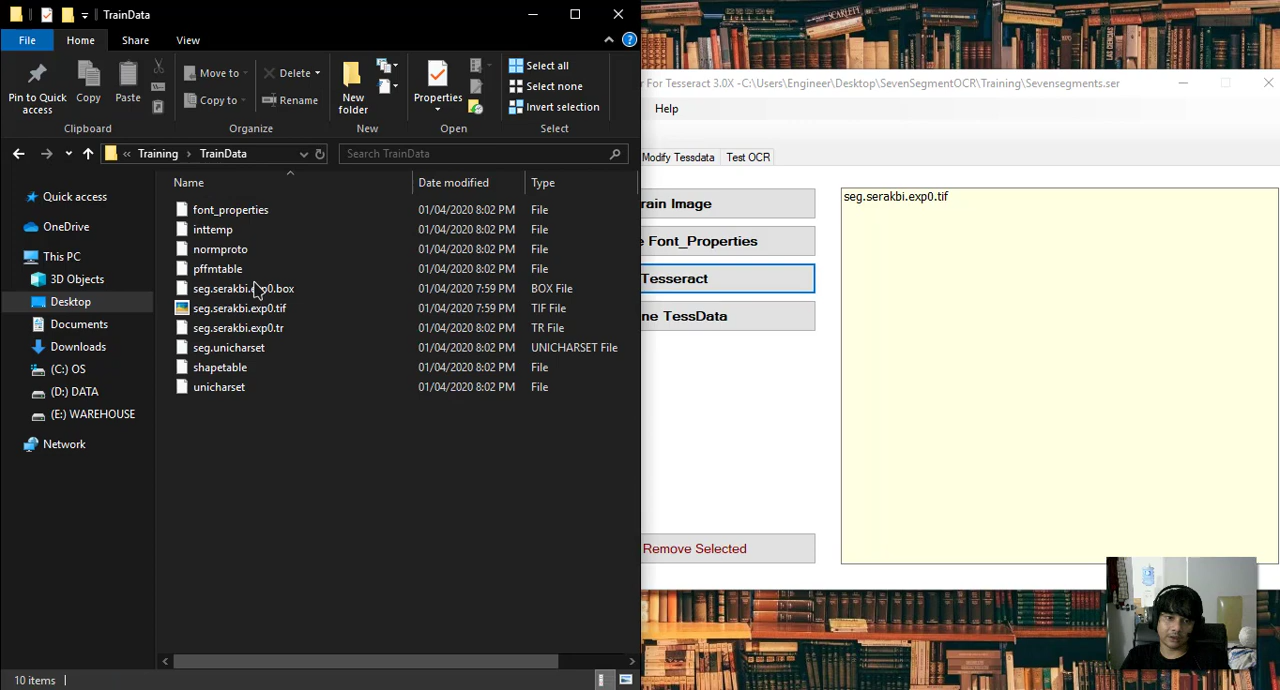 TrainData
File Home Share View
Pin to Quick access
Copy
Paste
Clipboard
Move to
Copy to
Delete
Rename
Organize
New folder
New
Properties
Open
Select all
Select none
Invert selection
Select
« Training › TrainData
Search TrainData
Quick access
OneDrive
This PC
3D Objects
Desktop
Documents
Downloads
(C:) OS
(D:) DATA
(E:) WAREHOUSE
Network
Name Date modified Type
font_properties 01/04/2020 8:02 PM File
inttemp 01/04/2020 8:02 PM File
normproto 01/04/2020 8:02 PM File
pffmtable 01/04/2020 8:02 PM File
seg.serakbi.exp0.box 01/04/2020 7:59 PM BOX File
seg.serakbi.exp0.tif 01/04/2020 7:59 PM TIF File
seg.serakbi.exp0.tr 01/04/2020 8:02 PM TR File
seg.unicharset 01/04/2020 8:02 PM UNICHARSET File
shapetable 01/04/2020 8:02 PM File
unicharset 01/04/2020 8:02 PM File
10 items
r For Tesseract 3.0X -C:\Users\Engineer\Desktop\SevenSegmentOCR\Training\Sevensegments.ser
Help
Modify Tessdata Test OCR
rain Image
e Font_Properties
Tesseract
ne TessData
Remove Selected
seg.serakbi.exp0.tif
SCARLETT